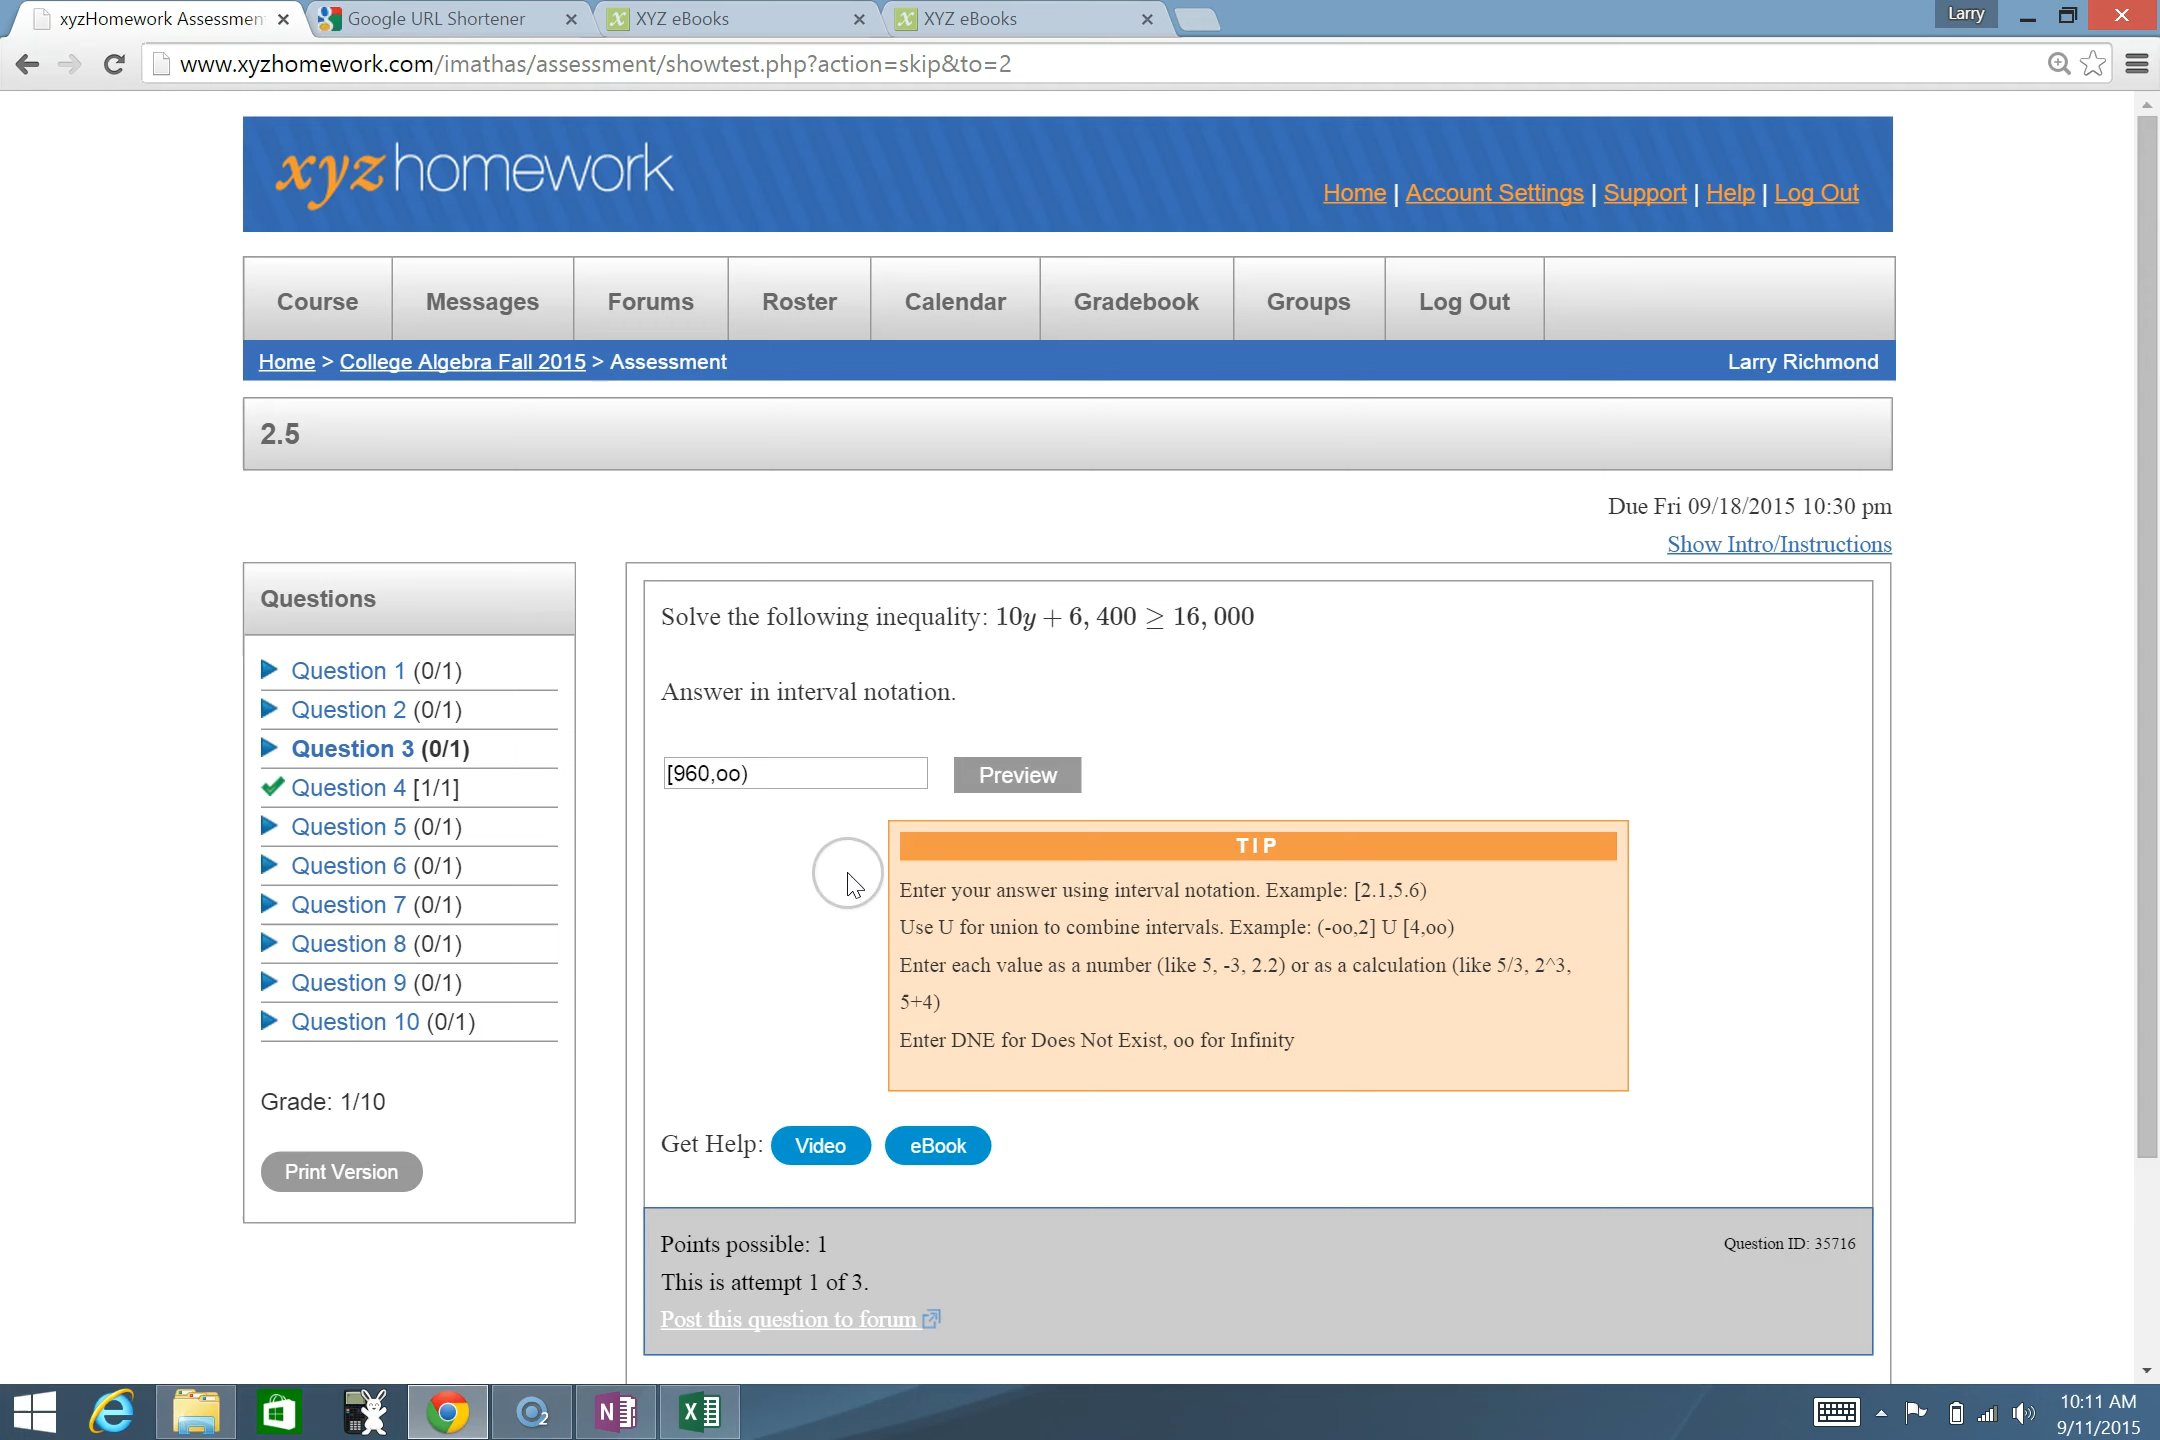 xyzHomework Assessmen
Google URL Shortener
XYZ eBooks
XYZ eBooks
Larry
www.xyzhomework.com/imathas/assessment/showtest.php?action=skip&to=2
xyzhomework
Home | Account Settings | Support | Help | Log Out
Course Messages Forums Roster Calendar Gradebook Groups Log Out
Home > College Algebra Fall 2015 > Assessment
Larry Richmond
2.5
Due Fri 09/18/2015 10:30 pm
Show Intro/Instructions
Questions
Question 1 (0/1)
Question 2 (0/1)
Question 3 (0/1)
Question 4 [1/1]
Question 5 (0/1)
Question 6 (0/1)
Question 7 (0/1)
Question 8 (0/1)
Question 9 (0/1)
Question 10 (0/1)
Grade: 1/10
Print Version
Solve the following inequality: 10y + 6, 400 ≥ 16, 000
Answer in interval notation.
[960,oo)
Preview
TIP
Enter your answer using interval notation. Example: [2.1,5.6)
Use U for union to combine intervals. Example: (-oo,2] U [4,oo)
Enter each value as a number (like 5, -3, 2.2) or as a calculation (like 5/3, 2^3,
5+4)
Enter DNE for Does Not Exist, oo for Infinity
Get Help: Video eBook
Points possible: 1
Question ID: 35716
This is attempt 1 of 3.
Post this question to forum
10:11 AM
9/11/2015